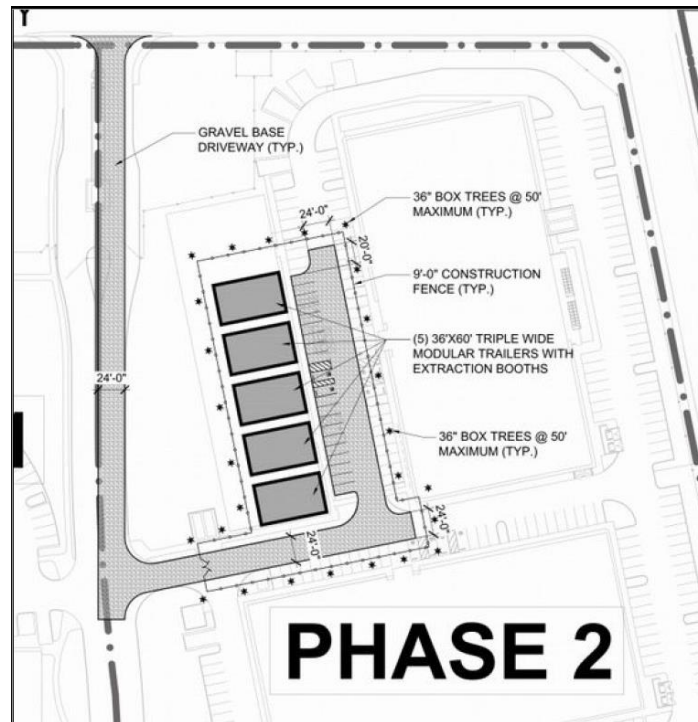 GRAVEL BASE
DRIVEWAY (TYP.)
36" BOX TREES @ 50'
MAXIMUM (TYP.)
24'-0"
20'-0"
9'-0" CONSTRUCTION
FENCE (TYP.)
(5) 36'X60' TRIPLE WIDE
MODULAR TRAILERS WITH
EXTRACTION BOOTHS
24'-0"
36" BOX TREES @ 50'
MAXIMUM (TYP.)
24'-0"
24'-0"
PHASE 2